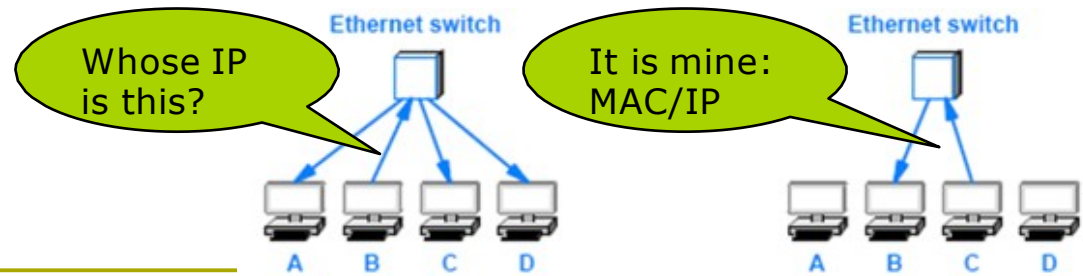 Ethernet switch
Whose IP
is this?
A B C D
Ethernet switch
It is mine:
MAC/IP
A B C D